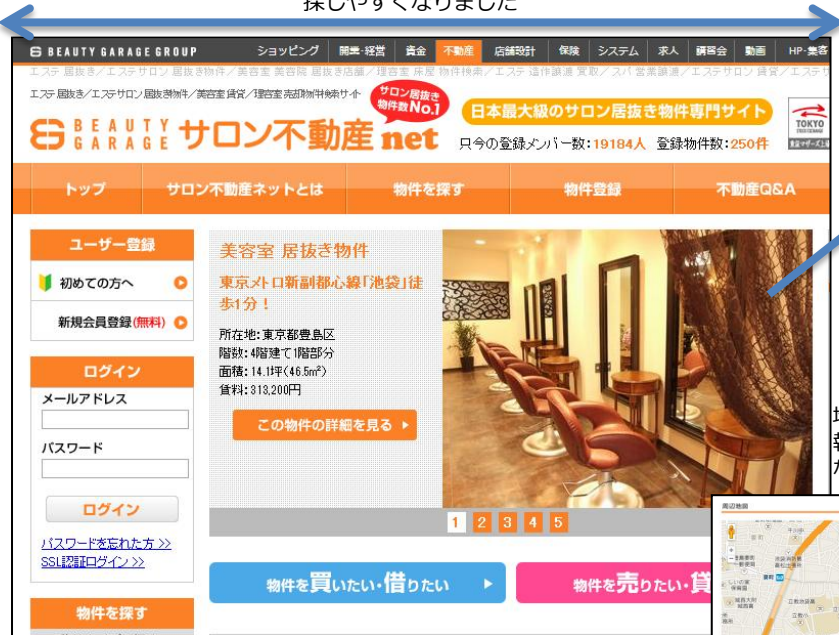 探しやすくなりました
BEAUTY GARAGE GROUP ショッピング 開業・経営 資金 不動産 店舗設計 保険 システム 求人 講習会 動画 HP・集客
エステ 居抜き/エステサロン 居抜き物件/美容室 美容院 居抜き店舗/理容室 床屋 物件検索/エステ 造作譲渡 買取/スパ 営業譲渡/エステサロン 賃貸/エステサ
エステ 居抜き/エステサロン 居抜き物件/美容室 賃貸/理容室 売却物件検索サイト
サロン居抜き
物件数No.1
BEAUTY GARAGE サロン不動産net
日本最大級のサロン居抜き物件専門サイト
只今の登録メンバー数:19184人 登録物件数:250件
TOKYO
トップ サロン不動産ネットとは 物件を探す 物件登録 不動産Q&A
ユーザー登録
初めての方へ
新規会員登録(無料)
ログイン
メールアドレス
パスワード
ログイン
パスワードを忘れた方 >>
SSL認証ログイン >>
物件を探す
美容室 居抜き物件
東京メトロ新副都心線「池袋」徒
歩1分!
所在地:東京都豊島区
階数:4階建て1階部分
面積:14.1坪(46.5m²)
賃料:313,200円
この物件の詳細を見る
1 2 3 4 5
物件を買いたい・借りたい
物件を売りたい・貸
周辺地図